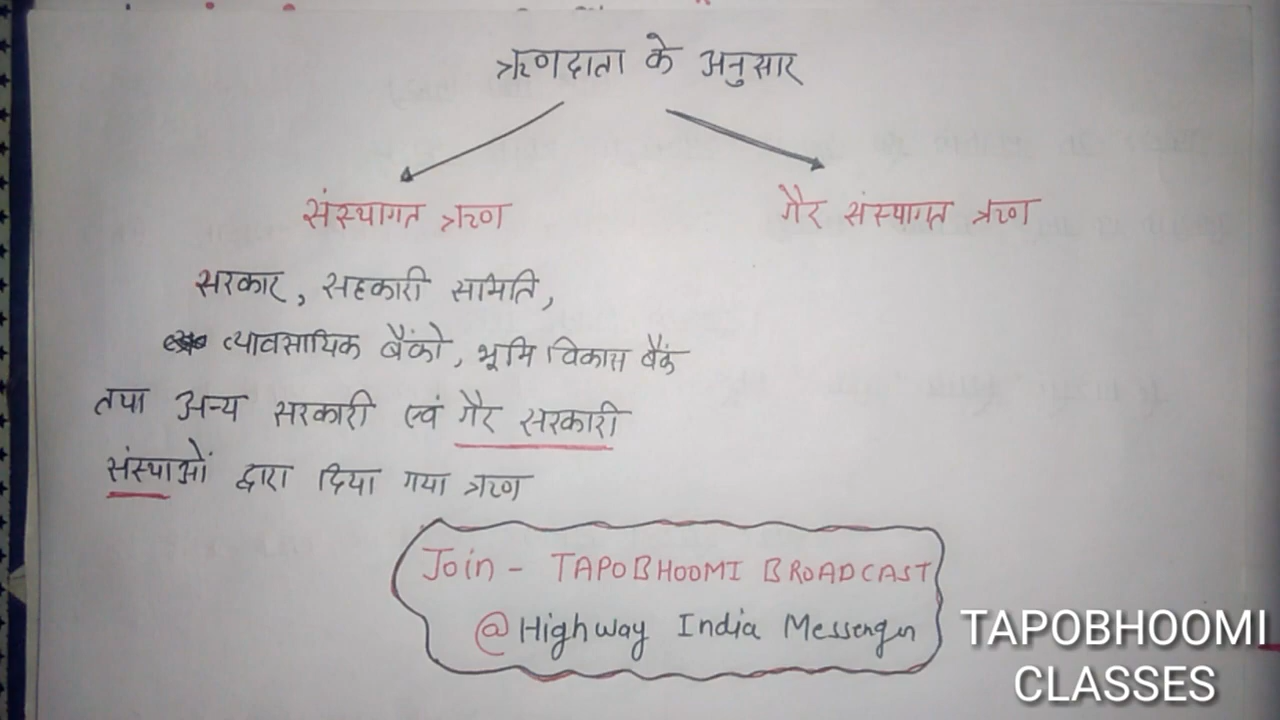 ऋणदाता के अनुसार
संस्थागत ऋण
गैर संस्थागत ऋण
सरकार, सहकारी समिति,
व्यावसायिक बैंको, भूमि विकास बैंक
तथा अन्य सरकारी एवं गैर सरकारी
संस्थाओं द्वारा दिया गया ऋण
Join - TAPOBHOOMI BROADCAST
@Highway India Messenger
TAPOBHOOMI
CLASSES